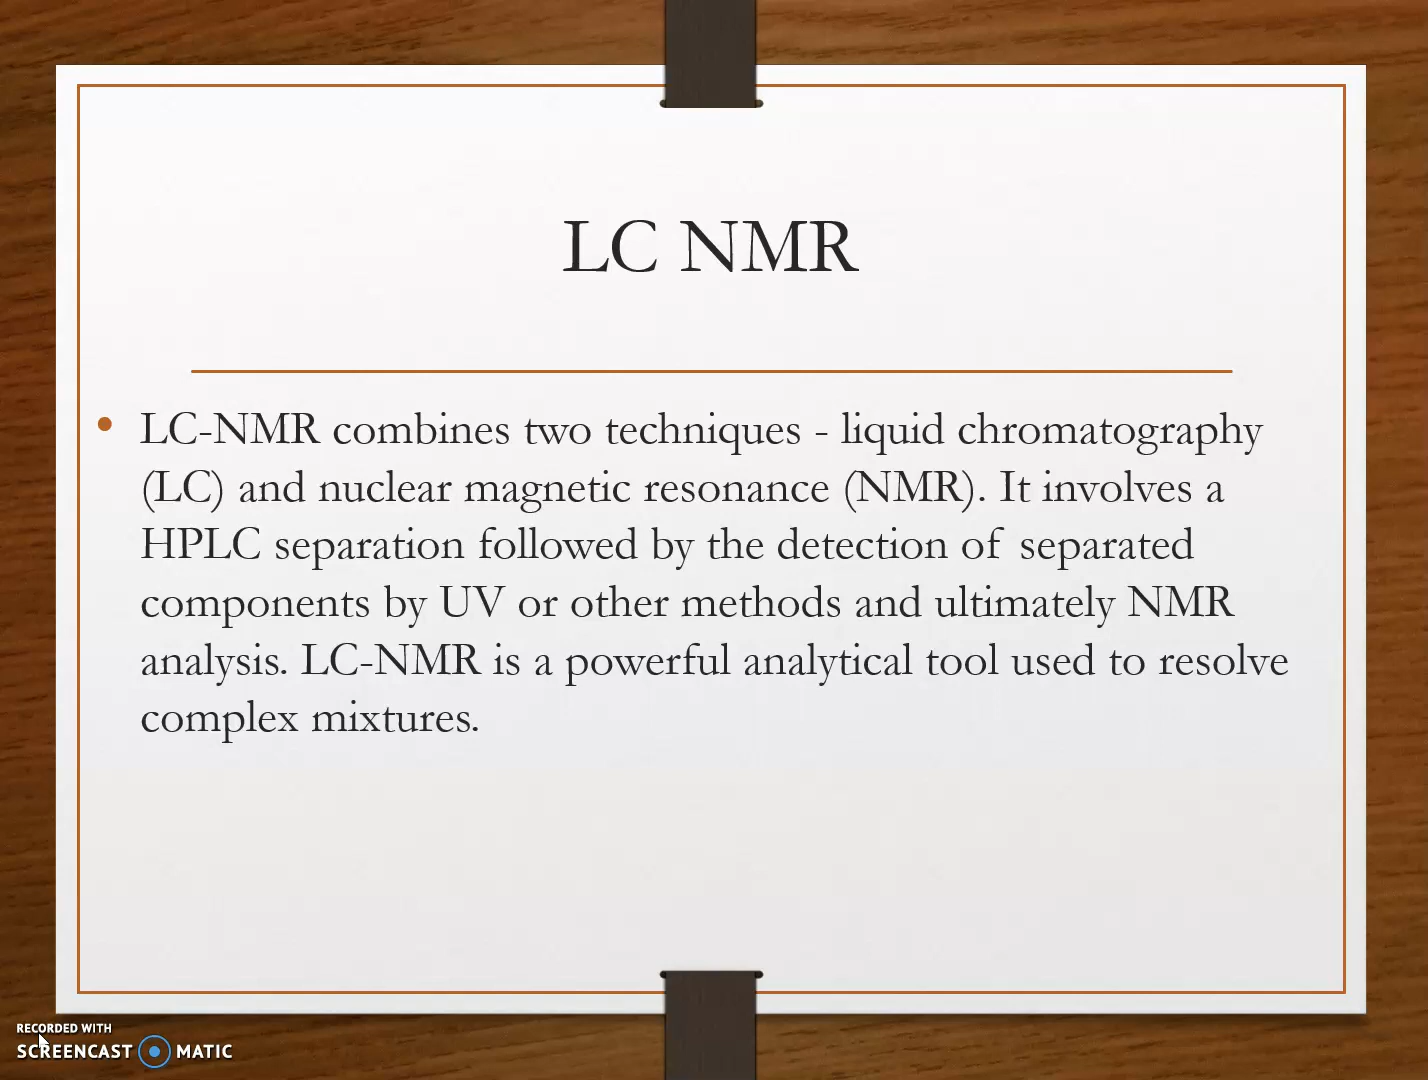 LC NMR
• LC-NMR combines two techniques - liquid chromatography
(LC) and nuclear magnetic resonance (NMR). It involves a
HPLC separation followed by the detection of separated
components by UV or other methods and ultimately NMR
analysis. LC-NMR is a powerful analytical tool used to resolve
complex mixtures.
RECORDED WITH
SCREENCAST MATIC